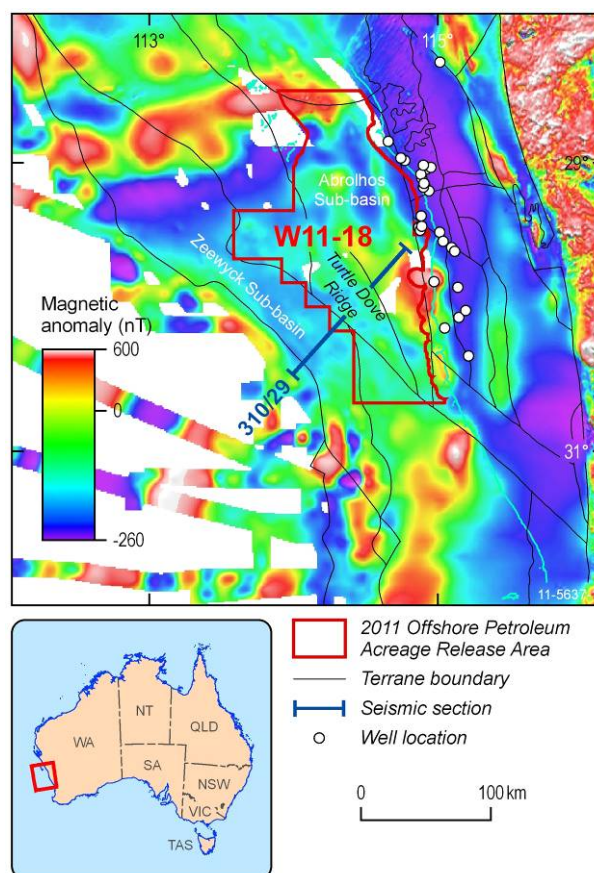 113°
115°
29°
Abrolhos
Sub-basin
W11-18
Zeewyck Sub-basin
Turtle Dove
Ridge
Magnetic
anomaly (nT)
600
0
-260
310/29
31°
11-5637
2011 Offshore Petroleum
Acreage Release Area
Terrane boundary
Seismic section
Well location
0
100 km
NT
QLD
WA
SA
NSW
VIC
TAS